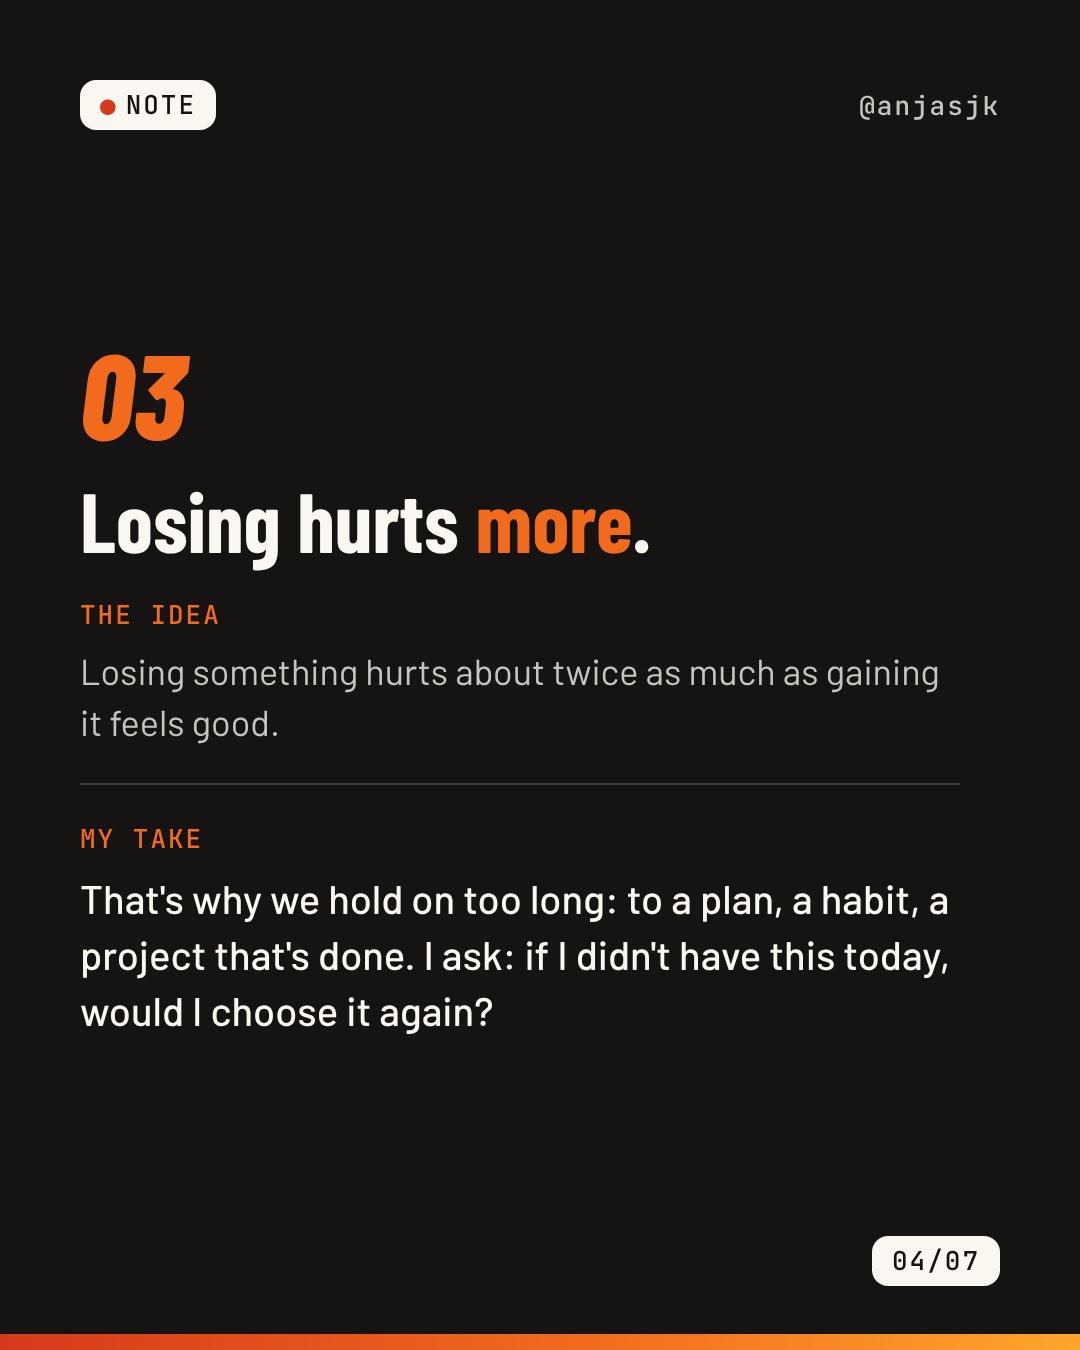 NOTE
@anjasjk
03
Losing hurts more.
THE IDEA
Losing something hurts about twice as much as gaining
it feels good.
MY TAKE
That's why we hold on too long: to a plan, a habit, a
project that's done. I ask: if I didn't have this today,
would I choose it again?
04/07